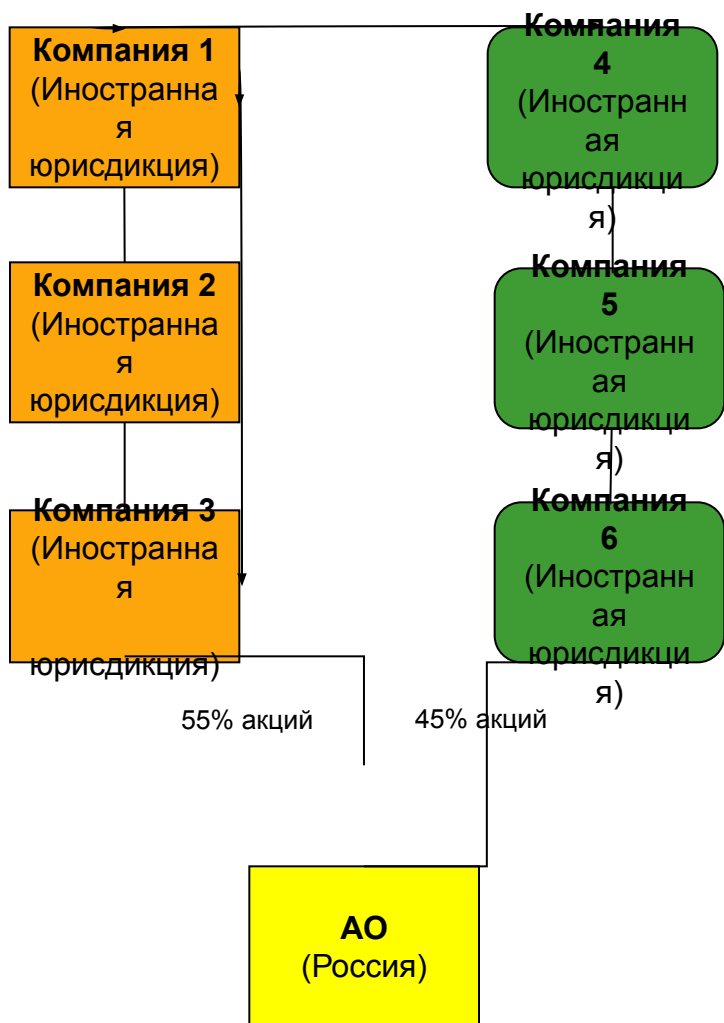 Компания 1
(Иностранна
я
юрисдикция)
Компания 2
(Иностранна
я
юрисдикция)
Компания 3
(Иностранна
я
юрисдикция)
Компания
4
(Иностранн
ая
юрисдикци
я)
Компания
5
(Иностранн
ая
юрисдикци
я)
Компания
6
(Иностранн
ая
юрисдикци
я)
55% акций
45% акций
АО
(Россия)